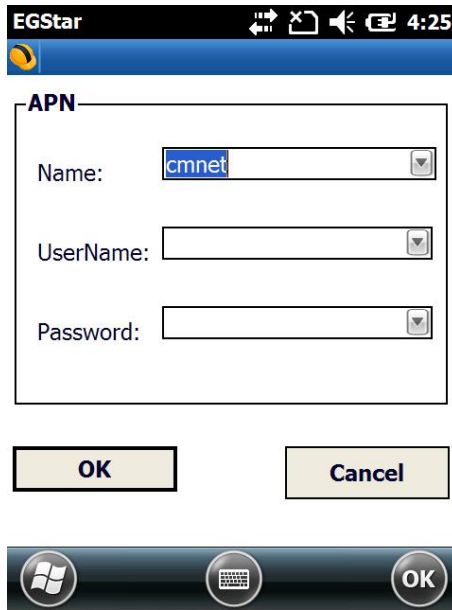 EGStar 4:25
APN
Name: cmnet
UserName:
Password:
OK Cancel
OK